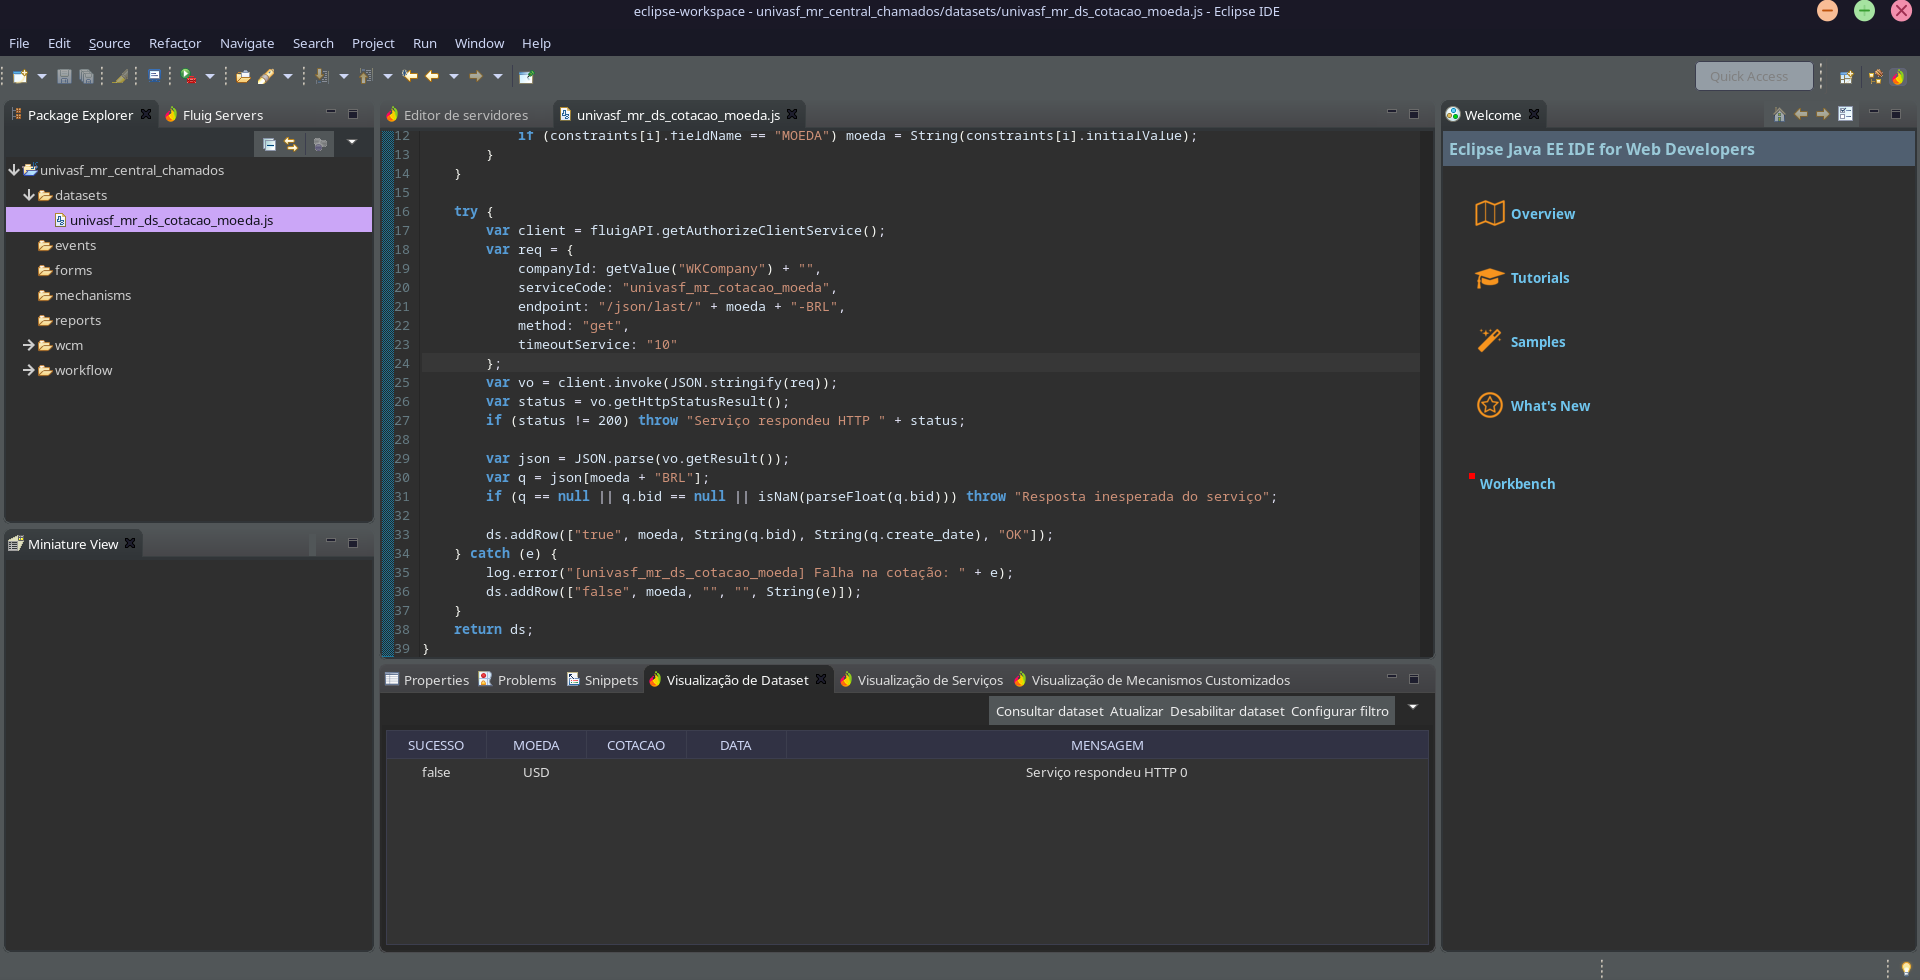 eclipse-workspace - univasf_mr_central_chamados/datasets/univasf_mr_ds_cotacao_moeda.js - Eclipse IDE
File Edit Source Refactor Navigate Search Project Run Window Help
Quick Access
Package Explorer Fluig Servers
univasf_mr_central_chamados
datasets
univasf_mr_ds_cotacao_moeda.js
events
forms
mechanisms
reports
wcm
workflow
Miniature View
Editor de servidores univasf_mr_ds_cotacao_moeda.js
12 if (constraints[i].fieldName == "MOEDA") moeda = String(constraints[i].initialValue);
13 }
14 }
15
16 try {
17 var client = fluigAPI.getAuthorizeClientService();
18 var req = {
19 companyId: getValue("WKCompany") + "",
20 serviceCode: "univasf_mr_cotacao_moeda",
21 endpoint: "/json/last/" + moeda + "-BRL",
22 method: "get",
23 timeoutService: "10"
24 };
25 var vo = client.invoke(JSON.stringify(req));
26 var status = vo.getHttpStatusResult();
27 if (status != 200) throw "Serviço respondeu HTTP " + status;
28
29 var json = JSON.parse(vo.getResult());
30 var q = json[moeda + "BRL"];
31 if (q == null || q.bid == null || isNaN(parseFloat(q.bid))) throw "Resposta inesperada do serviço";
32
33 ds.addRow(["true", moeda, String(q.bid), String(q.create_date), "OK"]);
34 } catch (e) {
35 log.error("[univasf_mr_ds_cotacao_moeda] Falha na cotação: " + e);
36 ds.addRow(["false", moeda, "", "", String(e)]);
37 }
38 return ds;
39 }
Properties Problems Snippets Visualização de Dataset Visualização de Serviços Visualização de Mecanismos Customizados
Consultar dataset Atualizar Desabilitar dataset Configurar filtro
SUCESSO MOEDA COTACAO DATA MENSAGEM
false USD Serviço respondeu HTTP 0
Welcome
Eclipse Java EE IDE for Web Developers
Overview
Tutorials
Samples
What's New
Workbench